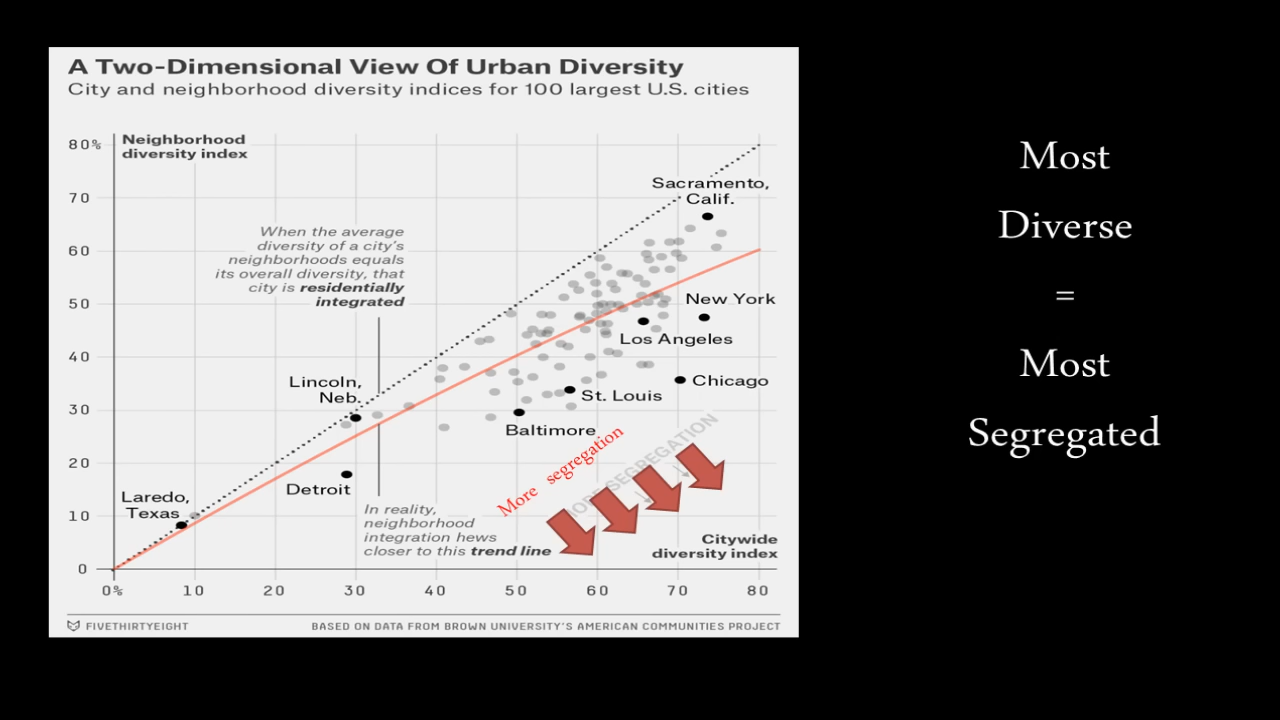 A Two-Dimensional View Of Urban Diversity
City and neighborhood diversity indices for 100 largest U.S. cities
80%
Neighborhood
diversity index
70
60
50
40
30
20
10
0
When the average
diversity of a city's
neighborhoods equals
its overall diversity, that
city is residentially
integrated
Sacramento,
Calif.
New York
Los Angeles
Chicago
St. Louis
Baltimore
Lincoln,
Neb.
Detroit
Laredo,
Texas
More segregation
MORE SEGREGATION
In reality,
neighborhood
integration hews
closer to this trend line
Citywide
diversity index
0% 10 20 30 40 50 60 70 80
FIVETHIRTYEIGHT
BASED ON DATA FROM BROWN UNIVERSITY'S AMERICAN COMMUNITIES PROJECT
Most
Diverse
=
Most
Segregated